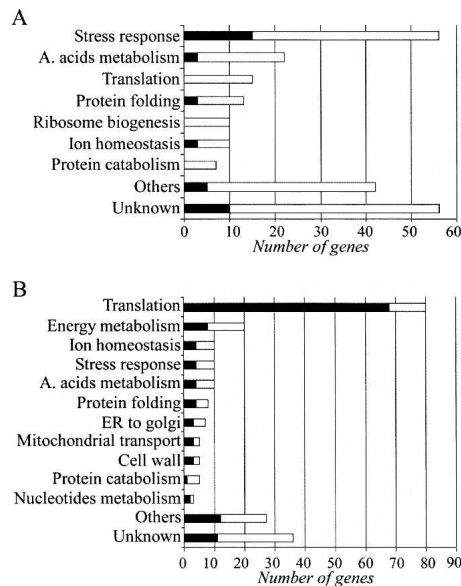 A
Stress response
A. acids metabolism
Translation
Protein folding
Ribosome biogenesis
Ion homeostasis
Protein catabolism
Others
Unknown
0 10 20 30 40 50 60
Number of genes
B
Translation
Energy metabolism
Ion homeostasis
Stress response
A. acids metabolism
Protein folding
ER to golgi
Mitochondrial transport
Cell wall
Protein catabolism
Nucleotides metabolism
Others
Unknown
0 10 20 30 40 50 60 70 80 90
Number of genes